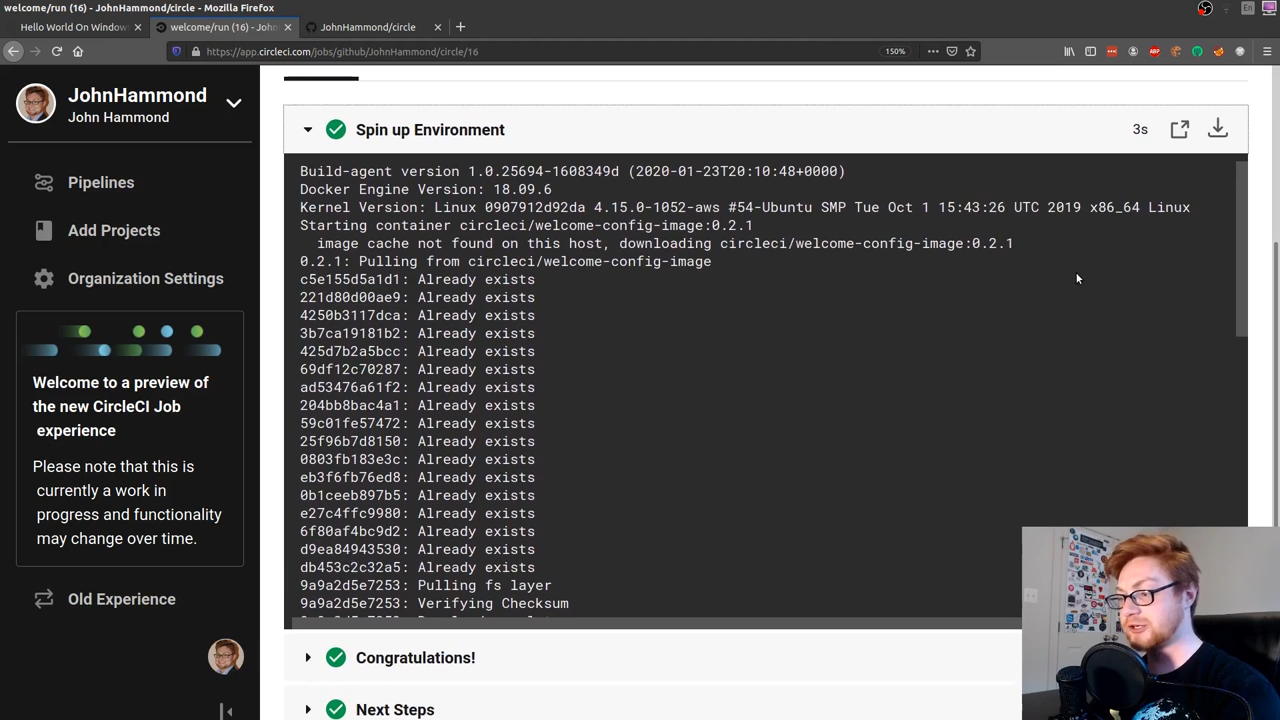 welcome/run (16) - JohnHammond/circle - Mozilla Firefox
En
Hello World On Window
welcome/run (16) - John
JohnHammond/circle
https://app.circleci.com/jobs/github/JohnHammond/circle/16
150%
JohnHammond
John Hammond
Pipelines
Add Projects
Organization Settings
Welcome to a preview of
the new CircleCI Job
experience
Please note that this is
currently a work in
progress and functionality
may change over time.
Old Experience
Spin up Environment
3s
Build-agent version 1.0.25694-1608349d (2020-01-23T20:10:48+0000)
Docker Engine Version: 18.09.6
Kernel Version: Linux 0907912d92da 4.15.0-1052-aws #54-Ubuntu SMP Tue Oct 1 15:43:26 UTC 2019 x86_64 Linux
Starting container circleci/welcome-config-image:0.2.1
image cache not found on this host, downloading circleci/welcome-config-image:0.2.1
0.2.1: Pulling from circleci/welcome-config-image
c5e155d5a1d1: Already exists
221d80d00ae9: Already exists
4250b3117dca: Already exists
3b7ca19181b2: Already exists
425d7b2a5bcc: Already exists
69df12c70287: Already exists
ad53476a61f2: Already exists
204bb8bac4a1: Already exists
59c01fe57472: Already exists
25f96b7d8150: Already exists
0803fb183e3c: Already exists
eb3f6fb76ed8: Already exists
0b1ceeb897b5: Already exists
e27c4ffc9980: Already exists
6f80af4bc9d2: Already exists
d9ea84943530: Already exists
db453c2c32a5: Already exists
9a9a2d5e7253: Pulling fs layer
9a9a2d5e7253: Verifying Checksum
Congratulations!
Next Steps